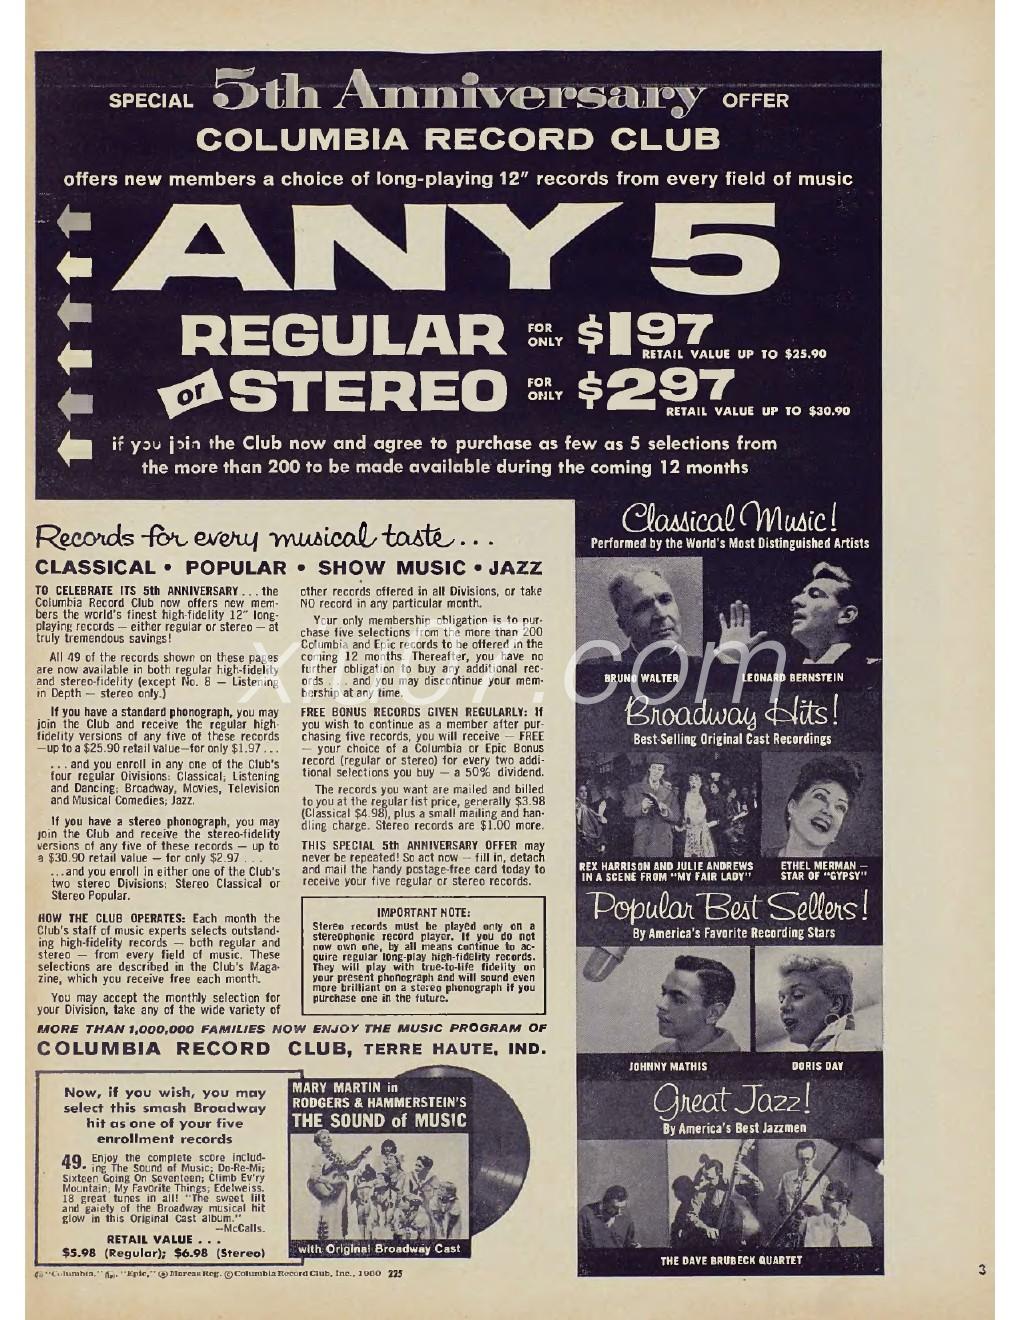 SPECIAL 5th Anniversary OFFER
COLUMBIA RECORD CLUB
offers new members a choice of long-playing 12" records from every field of music
ANY 5
REGULAR FOR ONLY $1.97
RETAIL VALUE UP TO $25.90
or STEREO FOR ONLY $2.97
RETAIL VALUE UP TO $30.90
if you join the Club now and agree to purchase as few as 5 selections from
the more than 200 to be made available during the coming 12 months
Records for every musical taste . . .
CLASSICAL • POPULAR • SHOW MUSIC • JAZZ
TO CELEBRATE ITS 5th ANNIVERSARY . . . the
Columbia Record Club now offers new mem-
bers the world's finest high-fidelity 12" long-
playing records — either regular or stereo — at
truly tremendous savings!
All 49 of the records shown on these pages
are now available in both regular high-fidelity
and stereo-fidelity (except No. 8 — Listening
in Depth — stereo only.)
If you have a standard phonograph, you may
join the Club and receive the regular high-
fidelity versions of any five of these records
—up to a $25.90 retail value—for only $1.97 . . .
. . . and you enroll in any one of the Club's
four regular Divisions: Classical; Listening
and Dancing; Broadway, Movies, Television
and Musical Comedies; Jazz.
If you have a stereo phonograph, you may
join the Club and receive the stereo-fidelity
versions of any five of these records — up to
a $30.90 retail value — for only $2.97 . . .
. . . and you enroll in either one of the Club's
two stereo Divisions: Stereo Classical or
Stereo Popular.
HOW THE CLUB OPERATES: Each month the
Club's staff of music experts selects outstand-
ing high-fidelity records — both regular and
stereo — from every field of music. These
selections are described in the Club's Maga-
zine, which you receive free each month.
You may accept the monthly selection for
your Division, take any of the wide variety of
other records offered in all Divisions, or take
NO record in any particular month.
Your only membership obligation is to pur-
chase five selections from the more than 200
Columbia and Epic records to be offered in the
coming 12 months. Thereafter, you have no
further obligation to buy any additional rec-
ords . . . and you may discontinue your mem-
bership at any time.
FREE BONUS RECORDS GIVEN REGULARLY: If
you wish to continue as a member after pur-
chasing five records, you will receive — FREE
— your choice of a Columbia or Epic Bonus
record (regular or stereo) for every two addi-
tional selections you buy — a 50% dividend.
The records you want are mailed and billed
to you at the regular list price, generally $3.98
(Classical $4.98), plus a small mailing and han-
dling charge. Stereo records are $1.00 more.
THIS SPECIAL 5th ANNIVERSARY OFFER may
never be repeated! So act now — fill in, detach
and mail the handy postage-free card today to
receive your five regular or stereo records.
IMPORTANT NOTE:
Stereo records must be played only on a
stereophonic record player. If you do not
now own one, by all means continue to ac-
quire regular long-play high-fidelity records.
They will play with true-to-life fidelity on
your present phonograph and will sound even
more brilliant on a stereo phonograph if you
purchase one in the future.
MORE THAN 1,000,000 FAMILIES NOW ENJOY THE MUSIC PROGRAM OF
COLUMBIA RECORD CLUB, TERRE HAUTE, IND.
Now, if you wish, you may
select this smash Broadway
hit as one of your five
enrollment records
49. Enjoy the complete score includ-
ing The Sound of Music; Do-Re-Mi;
Sixteen Going On Seventeen; Climb Ev'ry
Mountain; My Favorite Things; Edelweiss.
18 great tunes in all! "The sweet lilt
and gaiety of the Broadway musical hit
glow in this Original Cast album."
—McCalls.
RETAIL VALUE . . .
$5.98 (Regular); $6.98 (Stereo)
MARY MARTIN in
RODGERS & HAMMERSTEIN'S
THE SOUND of MUSIC
with Original Broadway Cast
Classical Music!
Performed by the World's Most Distinguished Artists
BRUNO WALTER
LEONARD BERNSTEIN
Broadway Hits!
Best-Selling Original Cast Recordings
REX HARRISON AND JULIE ANDREWS
IN A SCENE FROM "MY FAIR LADY"
ETHEL MERMAN —
STAR OF "GYPSY"
Popular Best Sellers!
By America's Favorite Recording Stars
JOHNNY MATHIS
DORIS DAY
Great Jazz!
By America's Best Jazzmen
THE DAVE BRUBECK QUARTET
® "Columbia," "Epic," Marcas Reg. © Columbia Record Club, Inc., 1960 225
3